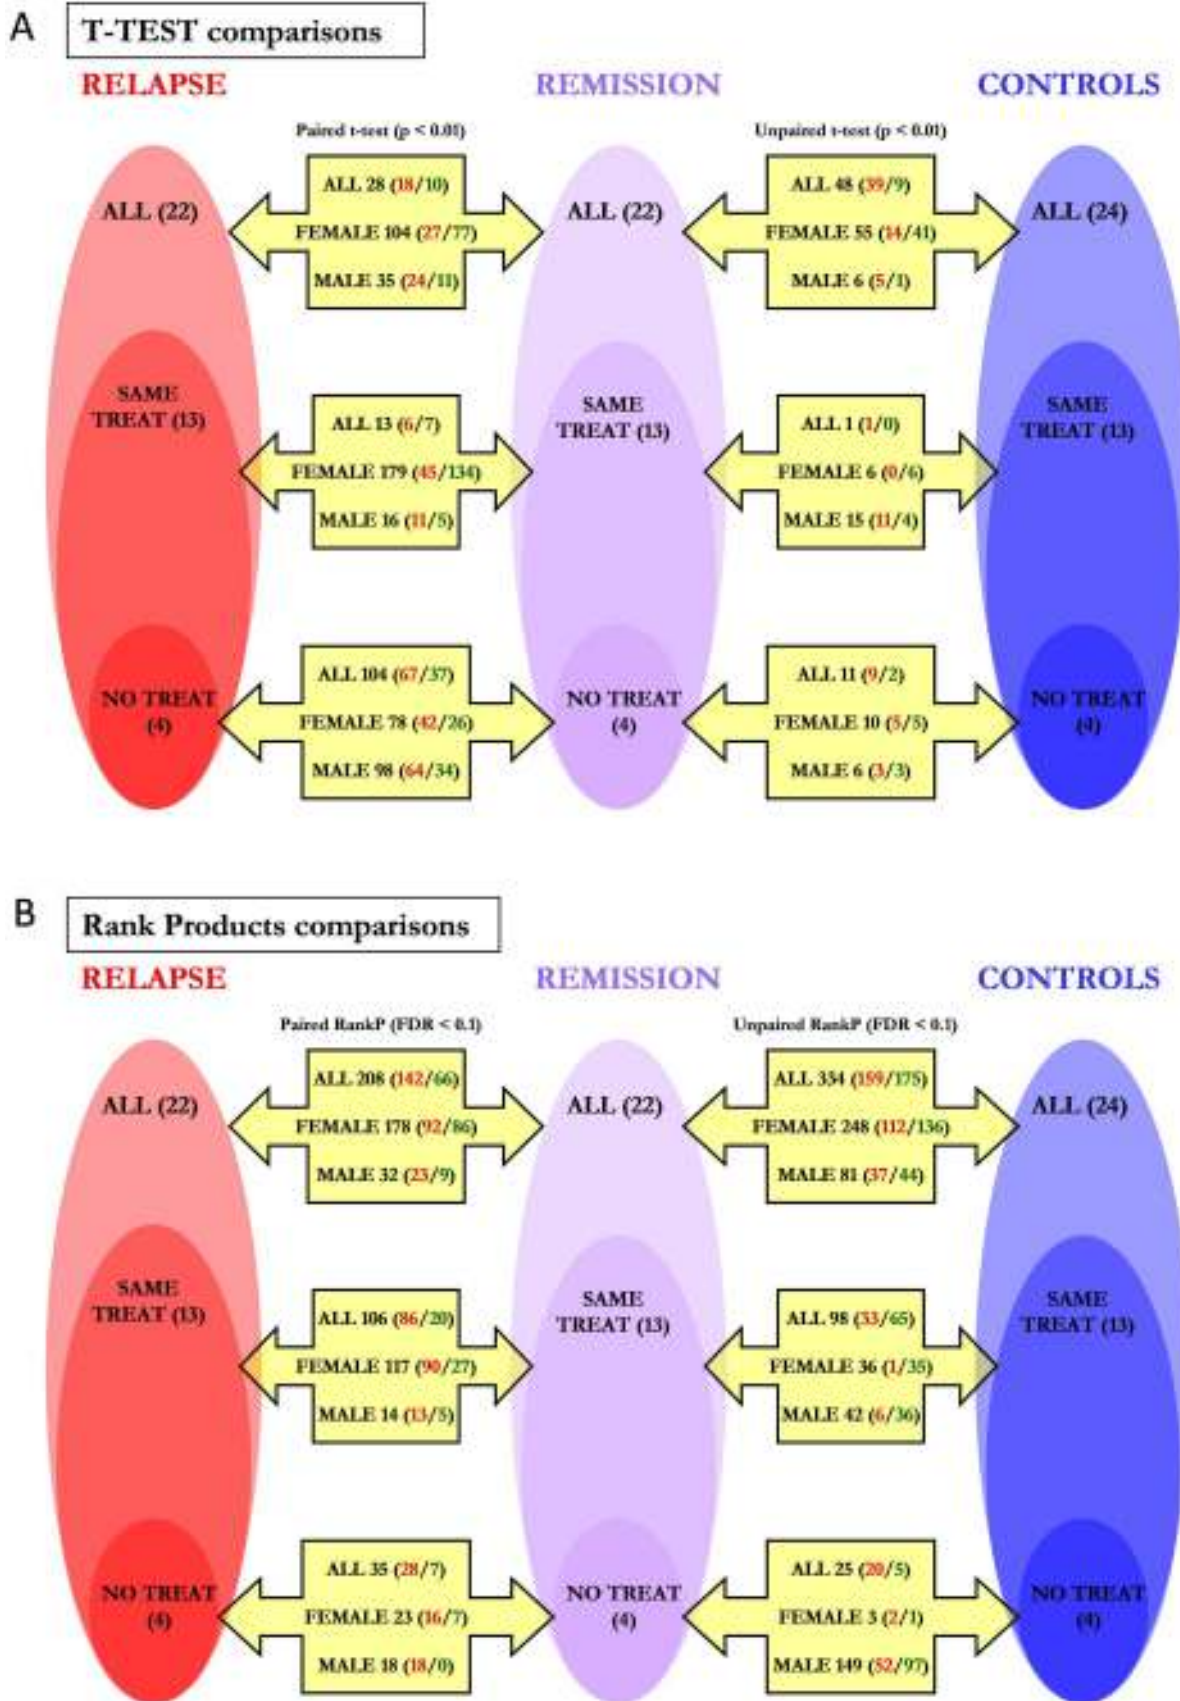 A
T-TEST comparisons
RELAPSE REMISSION CONTROLS
Paired t-test (p < 0.01) Unpaired t-test (p < 0.01)
ALL (22)
ALL 28 (18/10)
FEMALE 104 (27/77)
MALE 35 (24/11)
ALL (22)
ALL 48 (39/9)
FEMALE 55 (14/41)
MALE 6 (5/1)
ALL (24)
SAME
TREAT (13)
ALL 13 (6/7)
FEMALE 179 (45/134)
MALE 16 (11/5)
SAME
TREAT (13)
ALL 1 (1/0)
FEMALE 6 (0/6)
MALE 15 (11/4)
SAME
TREAT (13)
NO TREAT
(4)
ALL 104 (67/37)
FEMALE 78 (42/26)
MALE 98 (64/34)
NO TREAT
(4)
ALL 11 (9/2)
FEMALE 10 (5/5)
MALE 6 (3/3)
NO TREAT
(4)
B
Rank Products comparisons
RELAPSE REMISSION CONTROLS
Paired RankP (FDR < 0.1) Unpaired RankP (FDR < 0.1)
ALL (22)
ALL 208 (142/66)
FEMALE 178 (92/86)
MALE 32 (23/9)
ALL (22)
ALL 334 (159/175)
FEMALE 248 (112/136)
MALE 81 (37/44)
ALL (24)
SAME
TREAT (13)
ALL 106 (86/20)
FEMALE 117 (90/27)
MALE 14 (13/5)
SAME
TREAT (13)
ALL 98 (33/65)
FEMALE 36 (1/35)
MALE 42 (6/36)
SAME
TREAT (13)
NO TREAT
(4)
ALL 35 (28/7)
FEMALE 23 (16/7)
MALE 18 (18/0)
NO TREAT
(4)
ALL 25 (20/5)
FEMALE 3 (2/1)
MALE 149 (52/97)
NO TREAT
(4)